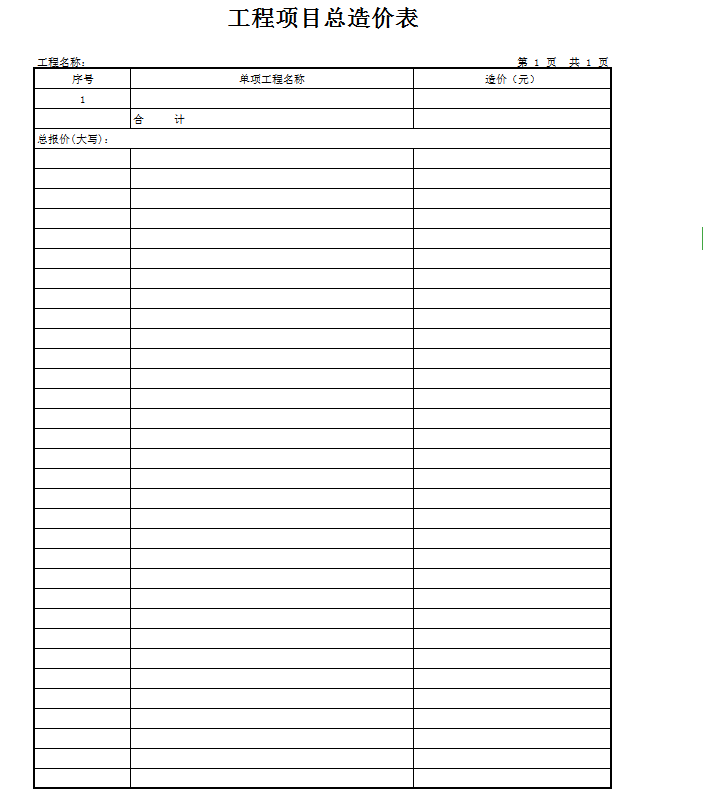 工程项目总造价表
工程名称: 第 1 页 共 1 页
序号 单项工程名称 造价(元)
1
合 计
总报价(大写):